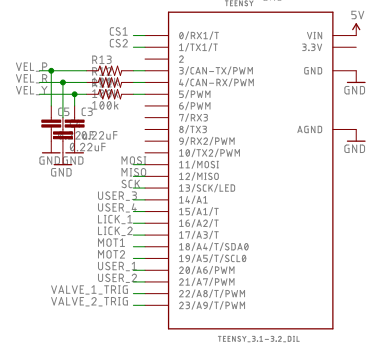 TEENSY
5V
CS1 0/RX1/T VIN
CS2 1/TX1/T 3.3V
2
R13
VEL_P 3/CAN-TX/PWM GND
VEL_R 4/CAN-RX/PWM
VEL_Y 5/PWM
100k
6/PWM
GND
C5 C3
7/RX3
8/TX3 AGND
0.22uF
9/RX2/PWM
GND
GND GND
10/TX2/PWM
GND
MOSI 11/MOSI
MISO 12/MISO
SCK 13/SCK/LED
USER_3 14/A1
USER_4 15/A1/T
LICK_1 16/A2/T
LICK_2 17/A3/T
MOT1 18/A4/T/SDA0
MOT2 19/A5/T/SCL0
USER_1 20/A6/PWM
USER_2 21/A7/PWM
VALVE_1_TRIG 22/A8/T/PWM
VALVE_2_TRIG 23/A9/T/PWM
TEENSY_3.1-3.2_DIL